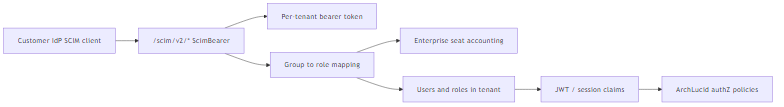 Customer IdP SCIM client
/scim/v2/* ScimBearer
Per-tenant bearer token
Group to role mapping
Enterprise seat accounting
Users and roles in tenant
JWT / session claims
ArchLucid authZ policies